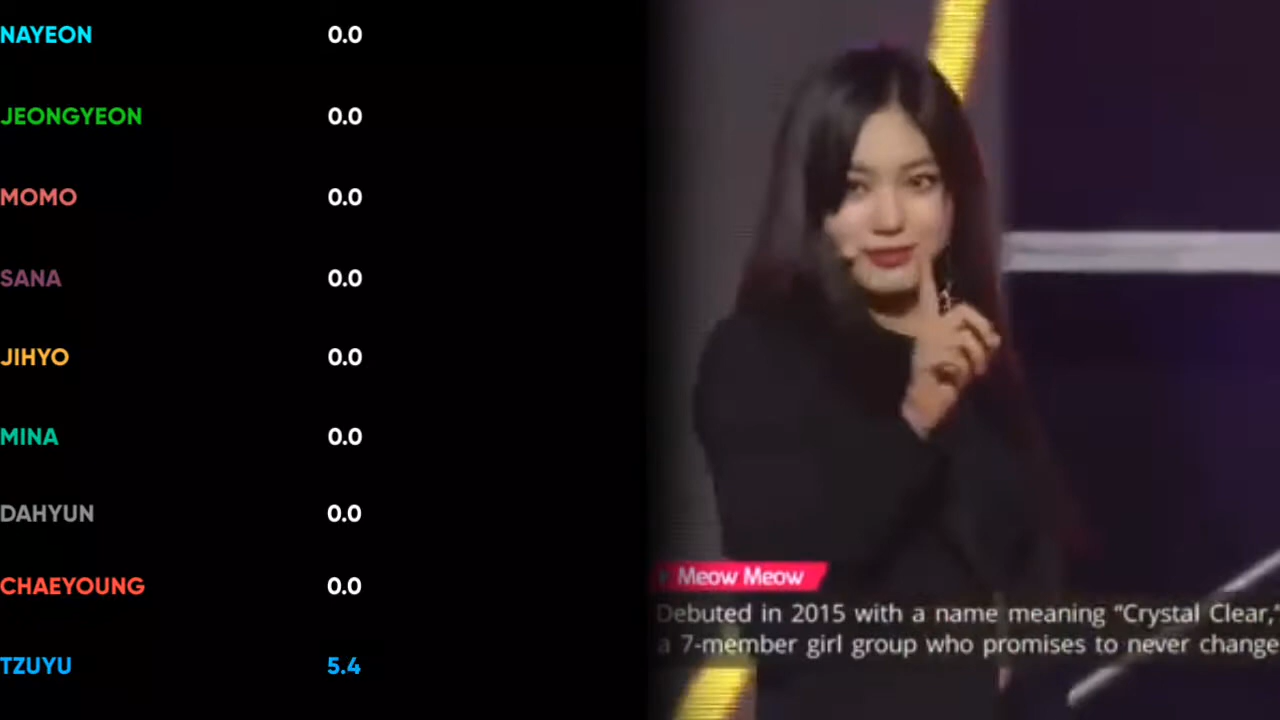 NAYEON 0.0
JEONGYEON 0.0
MOMO 0.0
SANA 0.0
JIHYO 0.0
MINA 0.0
DAHYUN 0.0
CHAEYOUNG 0.0
TZUYU 5.4
Meow Meow
Debuted in 2015 with a name meaning “Crystal Clear,”
a 7-member girl group who promises to never change